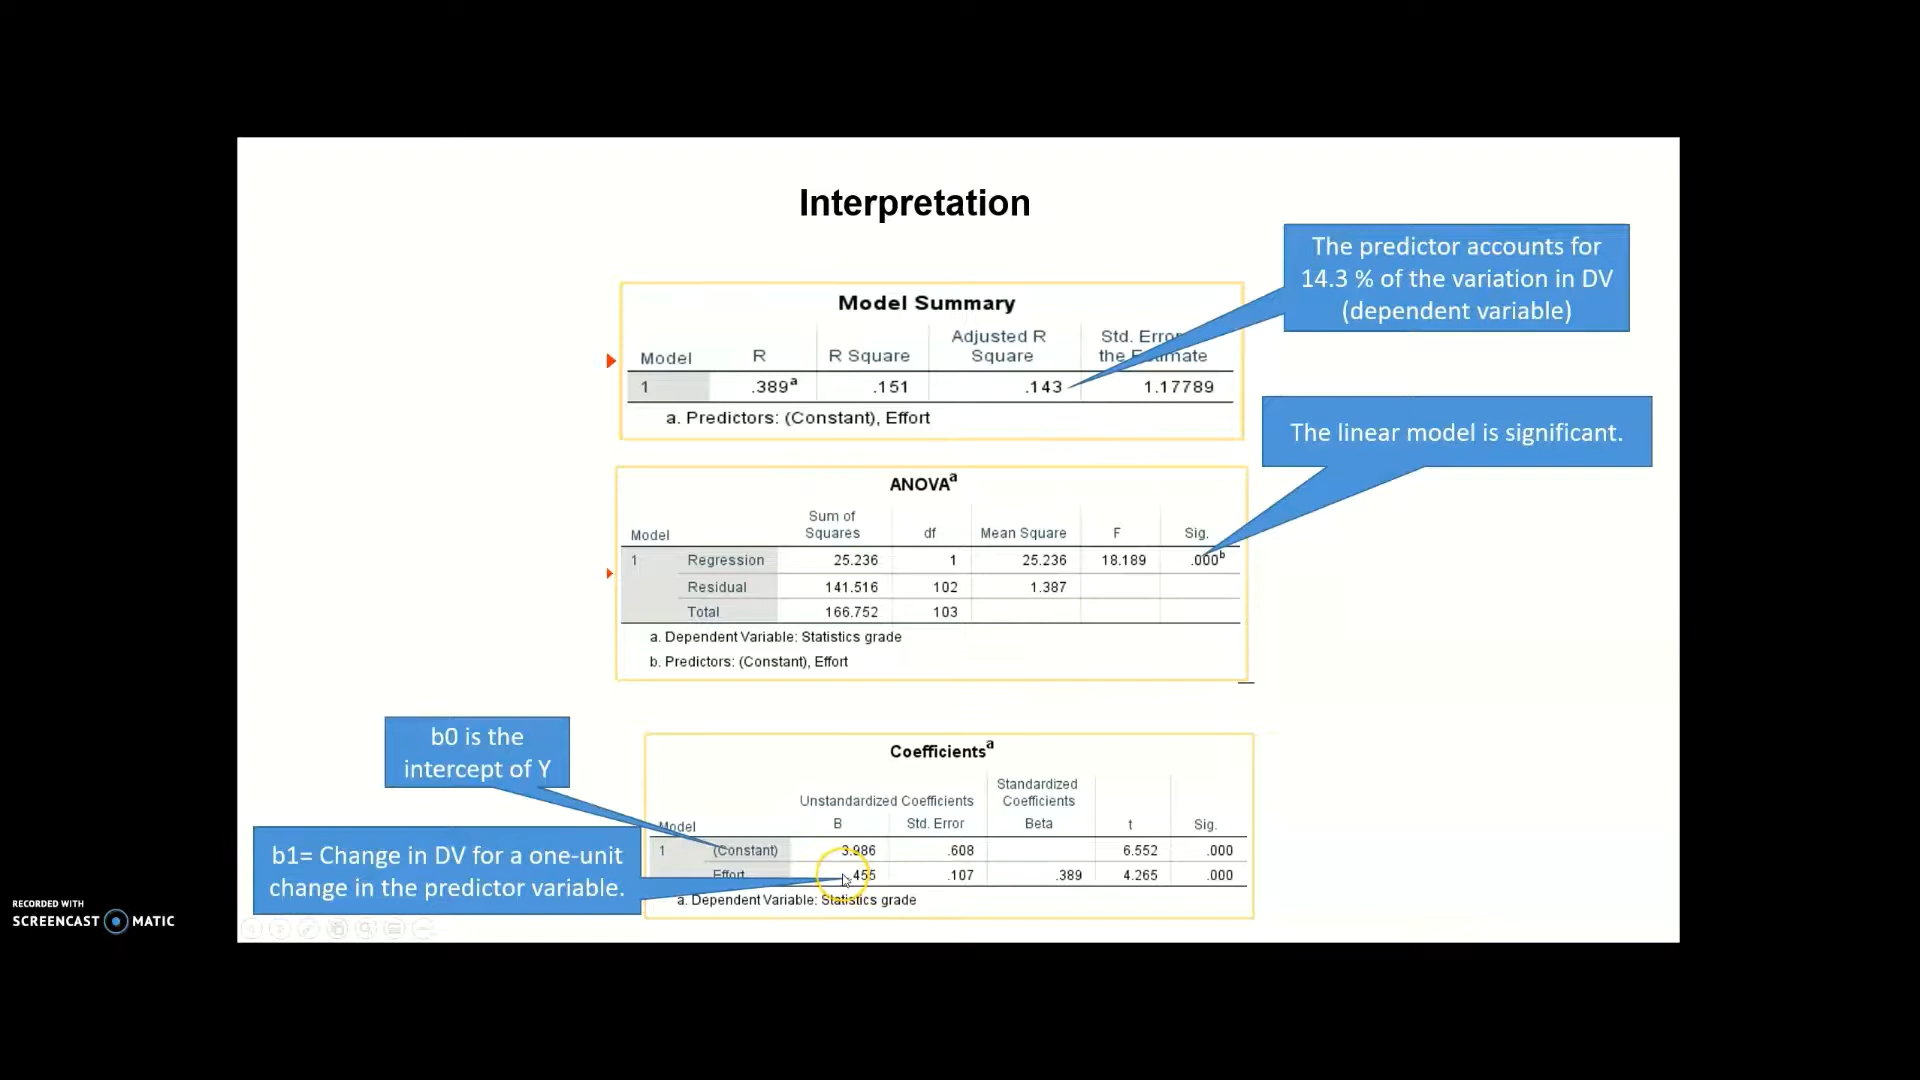 Interpretation
The predictor accounts for
14.3 % of the variation in DV
(dependent variable)
Model Summary
Model R R Square Adjusted R Square Std. Erro the Estimate
1 .389a .151 .143 1.17789
a. Predictors: (Constant), Effort
The linear model is significant.
ANOVAa
Model Sum of Squares df Mean Square F Sig.
1 Regression 25.236 1 25.236 18.189 .000b
Residual 141.516 102 1.387
Total 166.752 103
a. Dependent Variable: Statistics grade
b. Predictors: (Constant), Effort
b0 is the
intercept of Y
b1= Change in DV for a one-unit
change in the predictor variable.
Coefficientsa
Unstandardized Coefficients Standardized Coefficients
Model B Std. Error Beta t Sig.
1 (Constant) 3.986 .608 6.552 .000
Effort .455 .107 .389 4.265 .000
a. Dependent Variable: Statistics grade
RECORDED WITH
SCREENCAST MATIC